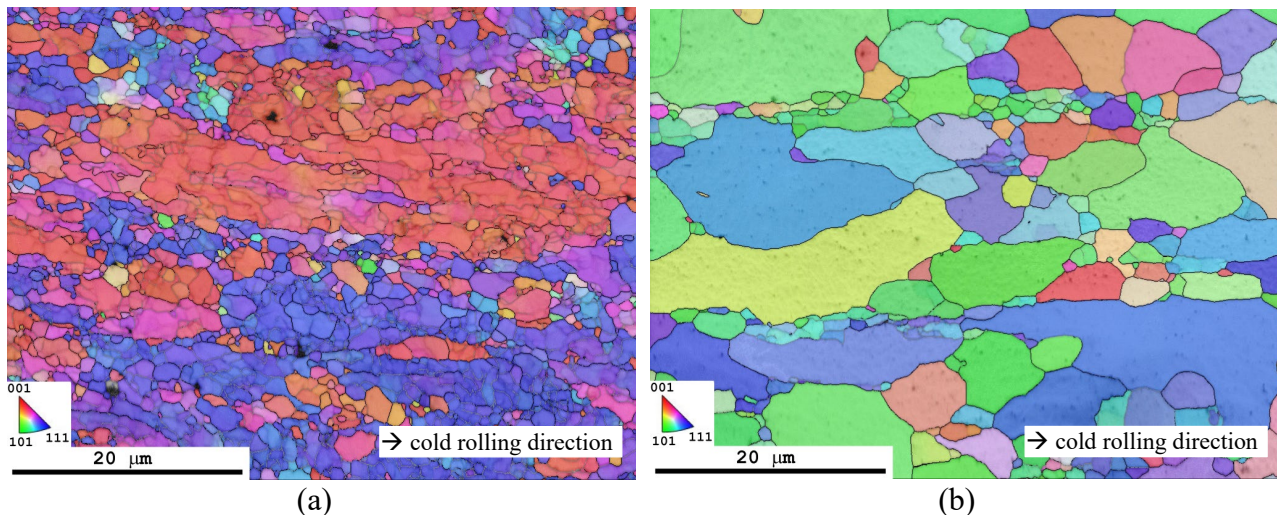 001
101
111
→ cold rolling direction
20 μm
(a)
001
101
111
→ cold rolling direction
20 μm
(b)